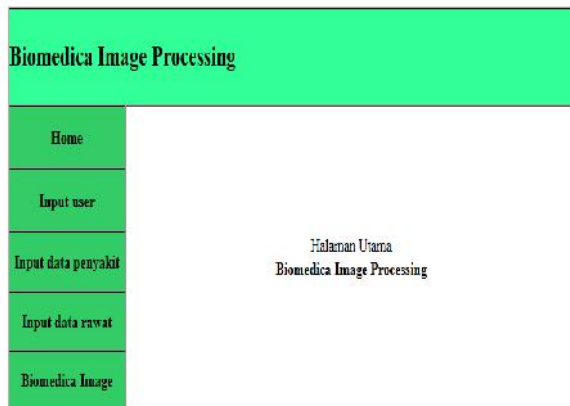 Biomedica Image Processing
Home
Input user
Input data penyakit
Input data rawat
Biomedica Image
Halaman Utama
Biomedica Image Processing